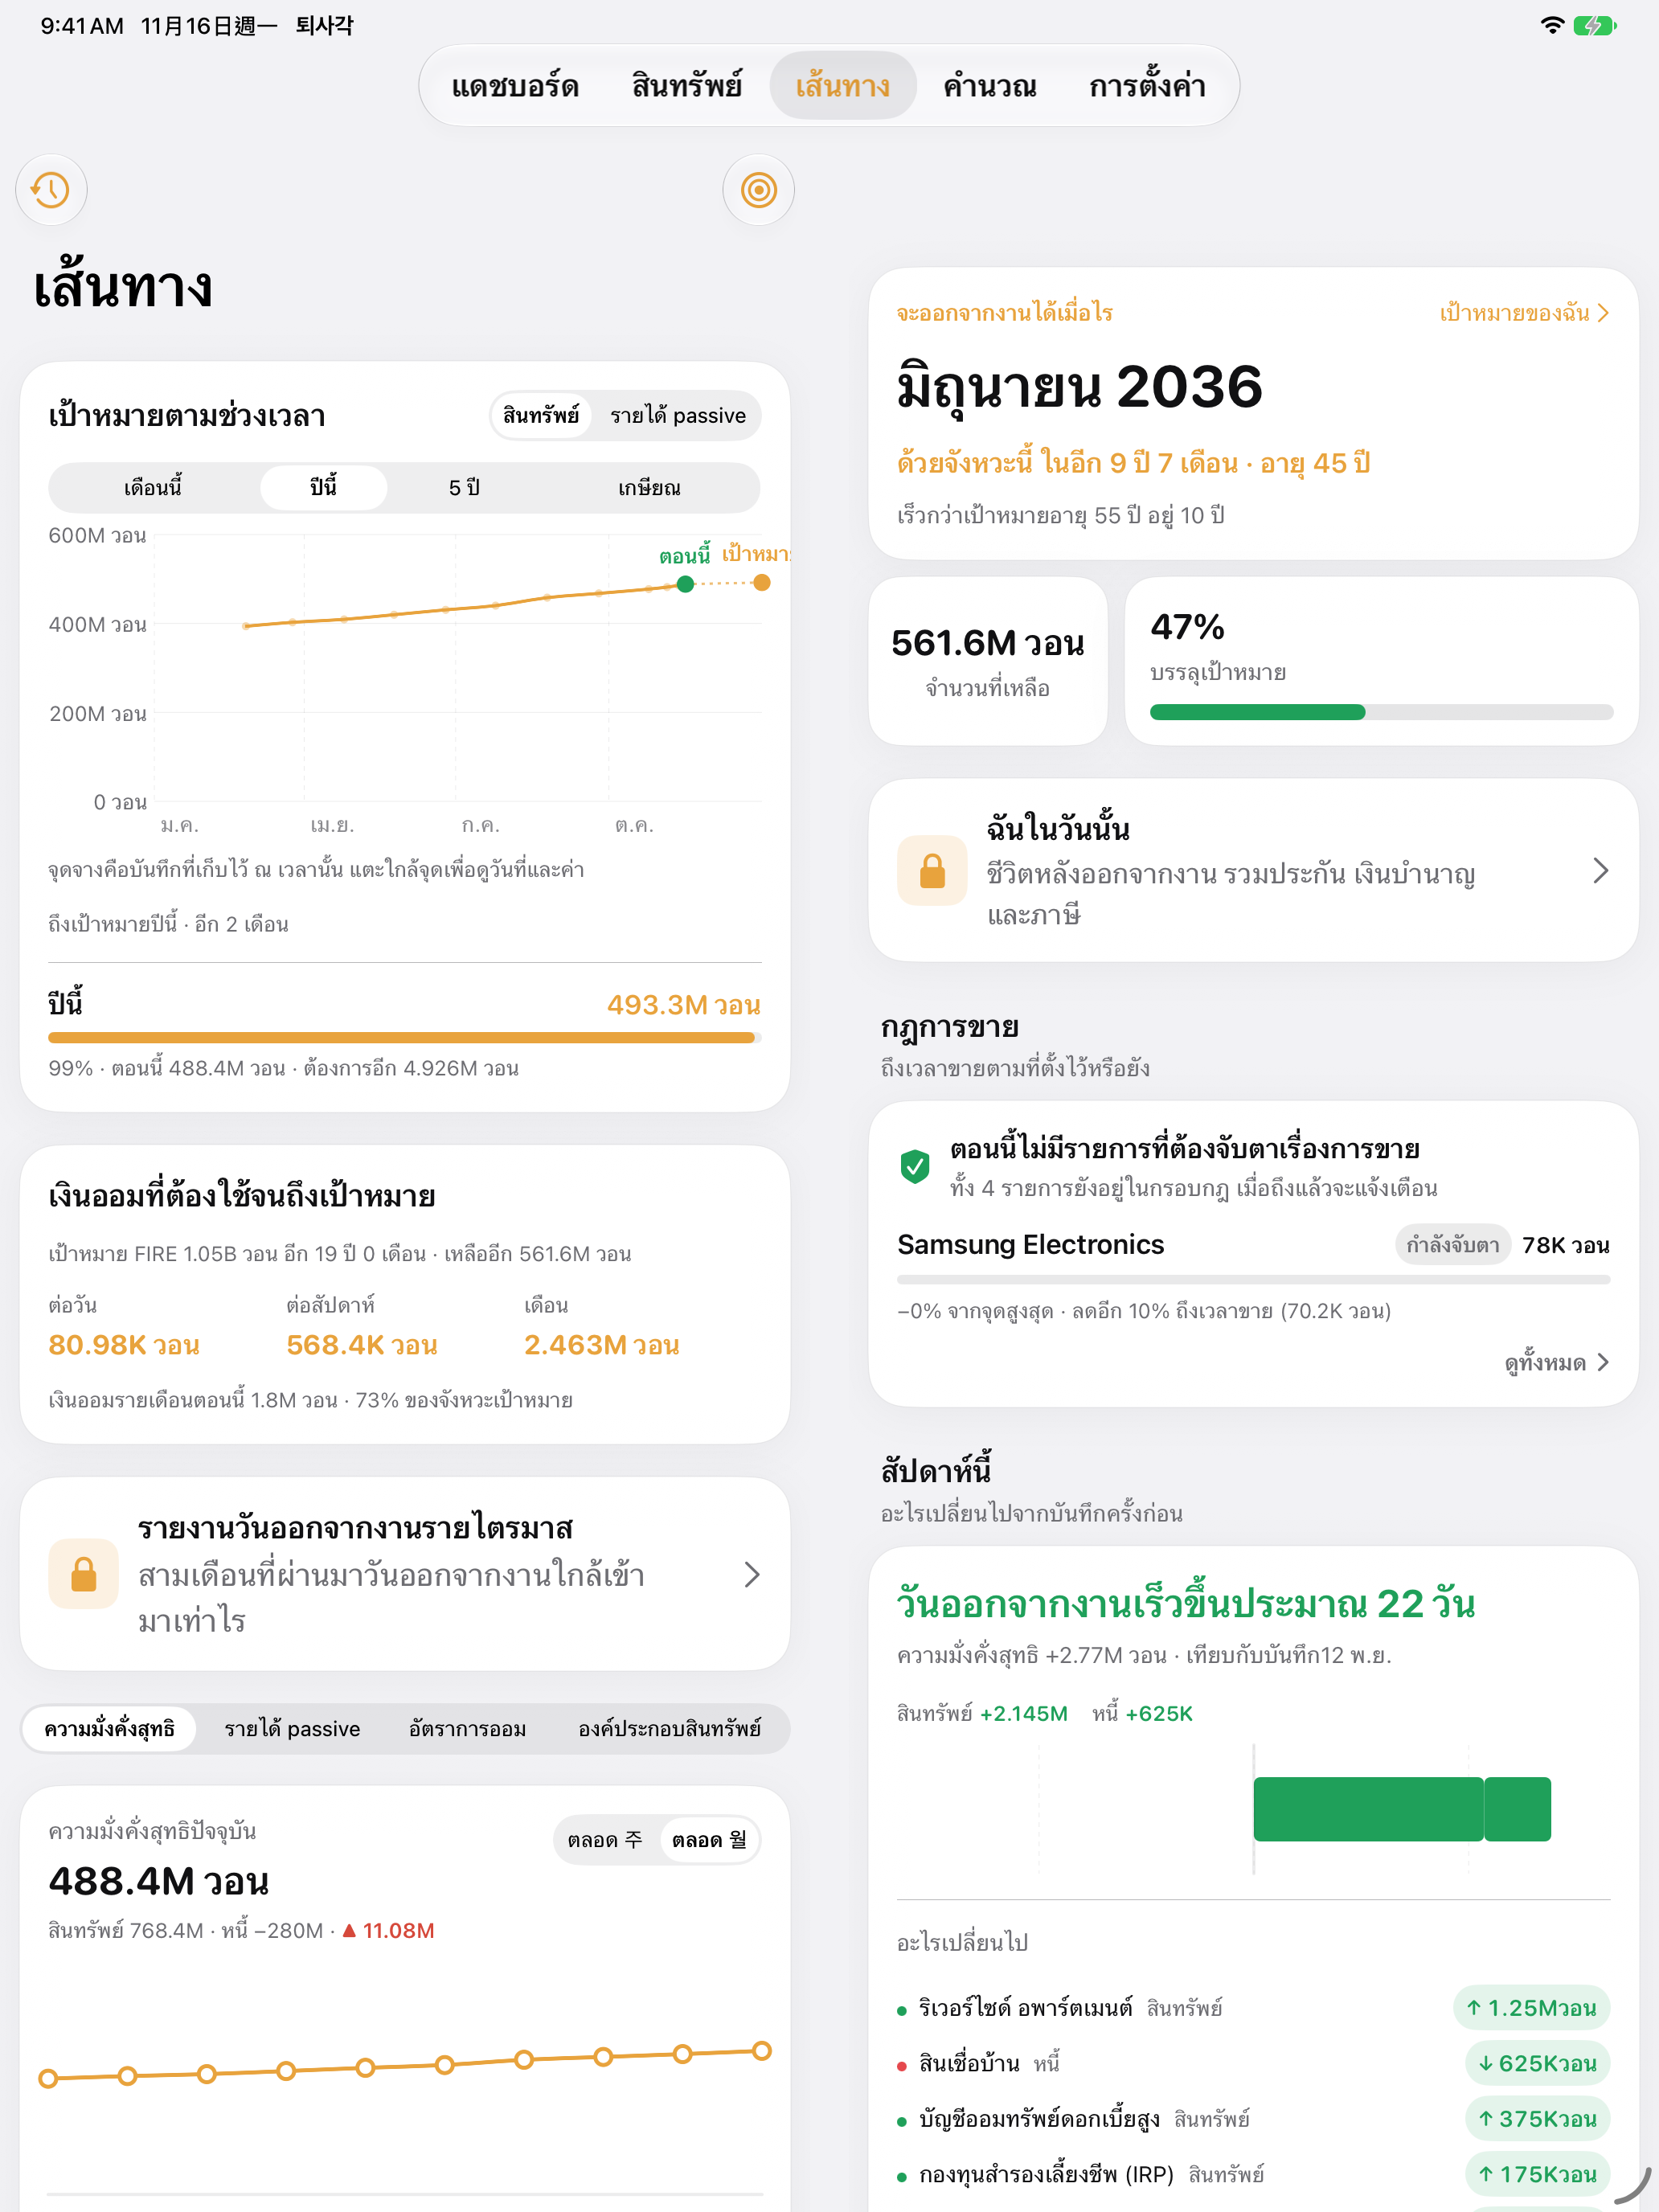 9:41 AM 11月16日週一 퇴사각
แดชบอร์ด สินทรัพย์ เส้นทาง คำนวณ การตั้งค่า
เส้นทาง
เป้าหมายตามช่วงเวลา
สินทรัพย์ รายได้ passive
เดือนนี้ ปีนี้ 5 ปี เกษียณ
600M วอน
ตอนนี้ เป้าหมา
400M วอน
200M วอน
0 วอน
ม.ค. เม.ย. ก.ค. ต.ค.
จุดจางคือบันทึกที่เก็บไว้ ณ เวลานั้น แตะใกล้จุดเพื่อดูวันที่และค่า
ถึงเป้าหมายปีนี้ · อีก 2 เดือน
ปีนี้ 493.3M วอน
99% · ตอนนี้ 488.4M วอน · ต้องการอีก 4.926M วอน
เงินออมที่ต้องใช้จนถึงเป้าหมาย
เป้าหมาย FIRE 1.05B วอน อีก 19 ปี 0 เดือน · เหลืออีก 561.6M วอน
ต่อวัน ต่อสัปดาห์ เดือน
80.98K วอน 568.4K วอน 2.463M วอน
เงินออมรายเดือนตอนนี้ 1.8M วอน · 73% ของจังหวะเป้าหมาย
รายงานวันออกจากงานรายไตรมาส
สามเดือนที่ผ่านมาวันออกจากงานใกล้เข้า
มาเท่าไร
ความมั่งคั่งสุทธิ รายได้ passive อัตราการออม องค์ประกอบสินทรัพย์
ความมั่งคั่งสุทธิปัจจุบัน
ตลอด 주 ตลอด 월
488.4M วอน
สินทรัพย์ 768.4M · หนี้ −280M · ▲ 11.08M
จะออกจากงานได้เมื่อไร เป้าหมายของฉัน
มิถุนายน 2036
ด้วยจังหวะนี้ ในอีก 9 ปี 7 เดือน · อายุ 45 ปี
เร็วกว่าเป้าหมายอายุ 55 ปี อยู่ 10 ปี
561.6M วอน
จำนวนที่เหลือ
47%
บรรลุเป้าหมาย
ฉันในวันนั้น
ชีวิตหลังออกจากงาน รวมประกัน เงินบำนาญ
และภาษี
กฎการขาย
ถึงเวลาขายตามที่ตั้งไว้หรือยัง
ตอนนี้ไม่มีรายการที่ต้องจับตาเรื่องการขาย
ทั้ง 4 รายการยังอยู่ในกรอบกฎ เมื่อถึงแล้วจะแจ้งเตือน
Samsung Electronics กำลังจับตา 78K วอน
−0% จากจุดสูงสุด · ลดอีก 10% ถึงเวลาขาย (70.2K วอน)
ดูทั้งหมด
สัปดาห์นี้
อะไรเปลี่ยนไปจากบันทึกครั้งก่อน
วันออกจากงานเร็วขึ้นประมาณ 22 วัน
ความมั่งคั่งสุทธิ +2.77M วอน · เทียบกับบันทึก12 พ.ย.
สินทรัพย์ +2.145M หนี้ +625K
อะไรเปลี่ยนไป
ริเวอร์ไซด์ อพาร์ตเมนต์ สินทรัพย์ ↑ 1.25Mวอน
สินเชื่อบ้าน หนี้ ↓ 625Kวอน
บัญชีออมทรัพย์ดอกเบี้ยสูง สินทรัพย์ ↑ 375Kวอน
กองทุนสำรองเลี้ยงชีพ (IRP) สินทรัพย์ ↑ 175Kวอน